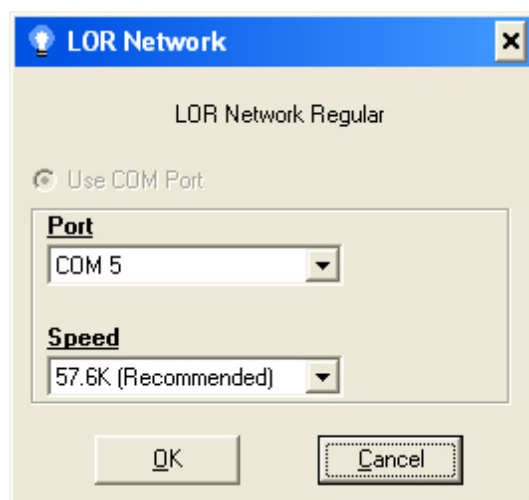 LOR Network
LOR Network Regular
Use COM Port
Port
COM 5
Speed
57.6K (Recommended)
OK Cancel